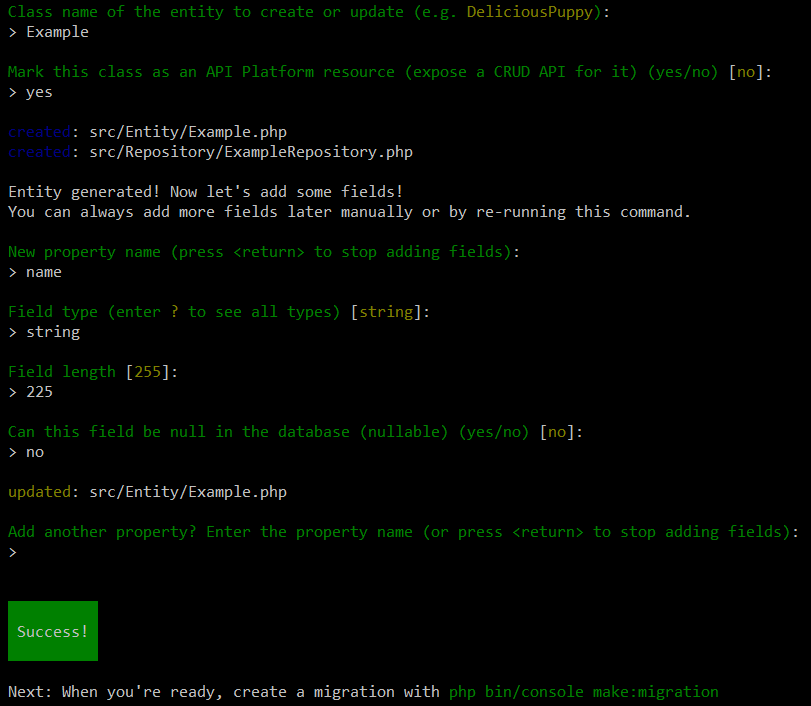 Class name of the entity to create or update (e.g. DeliciousPuppy):
> Example
Mark this class as an API Platform resource (expose a CRUD API for it) (yes/no) [no]:
> yes
created: src/Entity/Example.php
created: src/Repository/ExampleRepository.php
Entity generated! Now let's add some fields!
You can always add more fields later manually or by re-running this command.
New property name (press <return> to stop adding fields):
> name
Field type (enter ? to see all types) [string]:
> string
Field length [255]:
> 225
Can this field be null in the database (nullable) (yes/no) [no]:
> no
updated: src/Entity/Example.php
Add another property? Enter the property name (or press <return> to stop adding fields):
>
Success!
Next: When you're ready, create a migration with php bin/console make:migration